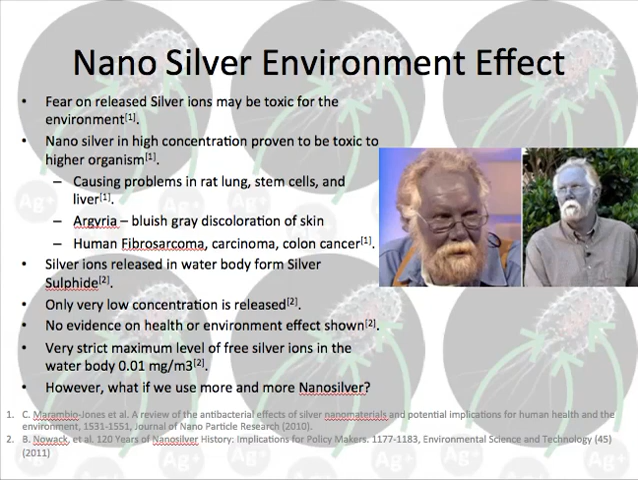 Nano Silver Environment Effect
• Fear on released Silver ions may be toxic for the
environment[1].
• Nano silver in high concentration proven to be toxic to
higher organism[1].
– Causing problems in rat lung, stem cells, and
liver[1].
– Argyria – bluish gray discoloration of skin
– Human Fibrosarcoma, carcinoma, colon cancer[1].
• Silver ions released in water body form Silver
Sulphide[2].
• Only very low concentration is released[2].
• No evidence on health or environment effect shown[2].
• Very strict maximum level of free silver ions in the
water body 0.01 mg/m3[2].
• However, what if we use more and more Nanosilver?
1. C. Marambio-Jones et al. A review of the antibacterial effects of silver nanomaterials and potential implications for human health and the
environment, 1531-1551, Journal of Nano Particle Research (2010).
2. B. Nowack, et al. 120 Years of Nanosilver History: Implications for Policy Makers. 1177-1183, Environmental Science and Technology (45)
(2011)
Ag+
Ag+
Ag+
Ag+
Ag+